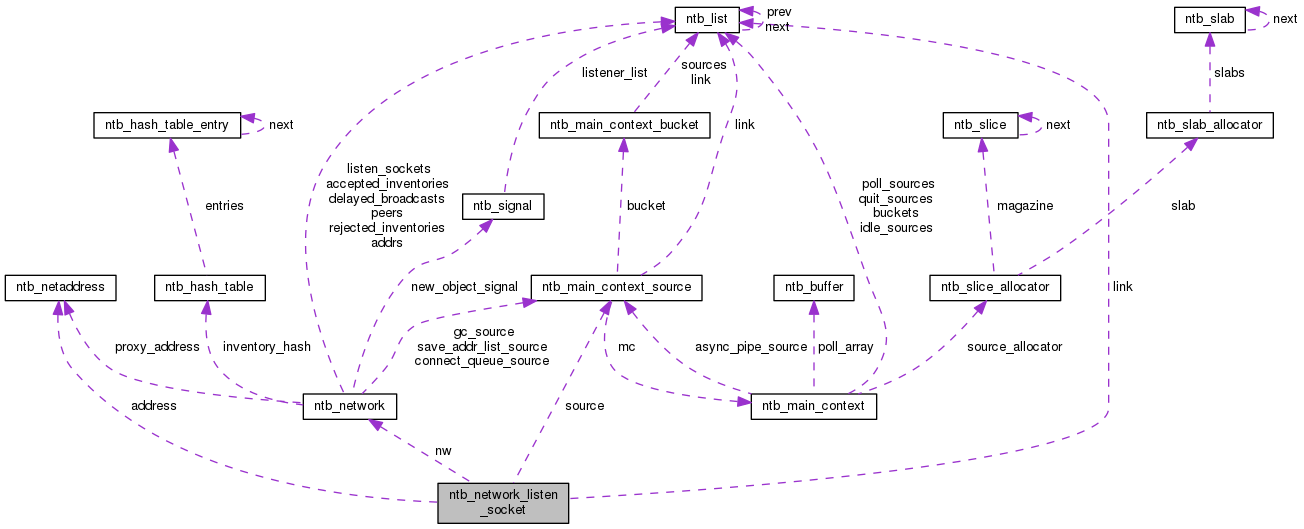 ntb_list
prev
next
ntb_slab
next
listener_list
sources
link
slabs
ntb_hash_table_entry
next
ntb_main_context_bucket
link
ntb_slice
next
ntb_slab_allocator
listen_sockets
accepted_inventories
delayed_broadcasts
peers
rejected_inventories
addrs
entries
ntb_signal
bucket
poll_sources
quit_sources
buckets
idle_sources
magazine
slab
ntb_netaddress
ntb_hash_table
new_object_signal
ntb_main_context_source
ntb_buffer
ntb_slice_allocator
link
proxy_address
inventory_hash
gc_source
save_addr_list_source
connect_queue_source
mc
async_pipe_source
poll_array
source_allocator
address
ntb_network
source
ntb_main_context
nw
ntb_network_listen
_socket